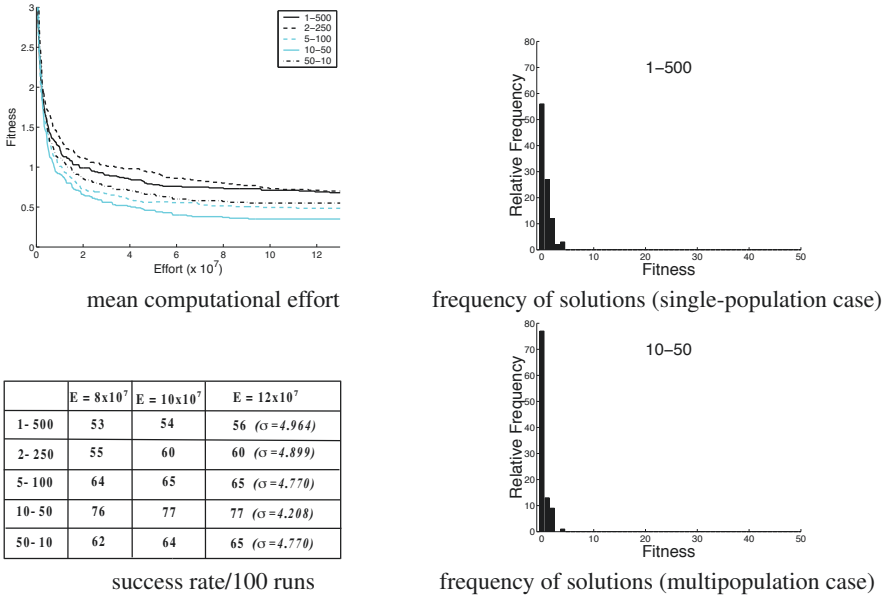 3
2.5
2
1.5
1
0.5
0
Fitness
0 2 4 6 8 10 12
Effort (x 10^7)
1−500
2−250
5−100
10−50
50−10
mean computational effort
80
70
60
50
40
30
20
10
0
Relative Frequency
1−500
0 10 20 30 40 50
Fitness
frequency of solutions (single-population case)
E = 8x10^7 E = 10x10^7 E = 12x10^7
1- 500 53 54 56 (σ=4.964)
2- 250 55 60 60 (σ=4.899)
5- 100 64 65 65 (σ=4.770)
10- 50 76 77 77 (σ=4.208)
50- 10 62 64 65 (σ=4.770)
success rate/100 runs
80
70
60
50
40
30
20
10
0
Relative Frequency
10−50
0 10 20 30 40 50
Fitness
frequency of solutions (multipopulation case)